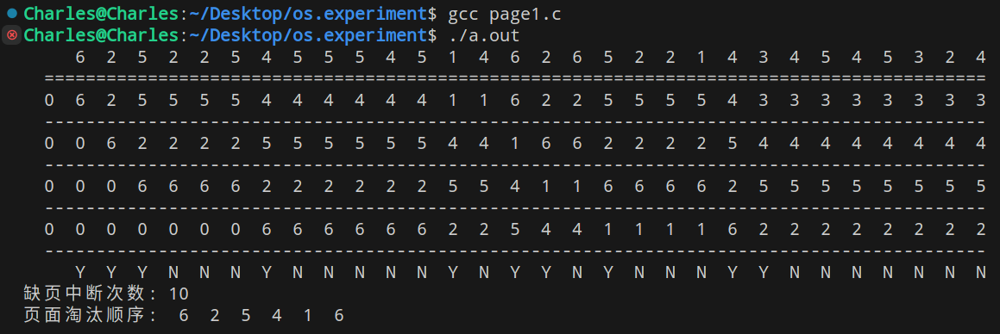 Charles@Charles:~/Desktop/os.experiment$ gcc page1.c
Charles@Charles:~/Desktop/os.experiment$ ./a.out
6 2 5 2 2 5 4 5 5 5 4 5 1 4 6 2 6 5 2 2 1 4 3 4 5 4 5 3 2 4
===========================================================================================
0 6 2 5 5 5 5 4 4 4 4 4 4 1 1 6 2 2 5 5 5 5 4 3 3 3 3 3 3 3 3
-------------------------------------------------------------------------------------------
0 0 6 2 2 2 2 5 5 5 5 5 5 4 4 1 6 6 2 2 2 2 5 4 4 4 4 4 4 4 4
-------------------------------------------------------------------------------------------
0 0 0 6 6 6 6 2 2 2 2 2 2 5 5 4 1 1 6 6 6 6 2 5 5 5 5 5 5 5 5
-------------------------------------------------------------------------------------------
0 0 0 0 0 0 0 6 6 6 6 6 6 2 2 5 4 4 1 1 1 1 6 2 2 2 2 2 2 2 2
-------------------------------------------------------------------------------------------
Y Y Y N N N Y N N N N N Y N Y Y N Y N N N Y Y N N N N N N N
缺页中断次数: 10
页面淘汰顺序: 6 2 5 4 1 6